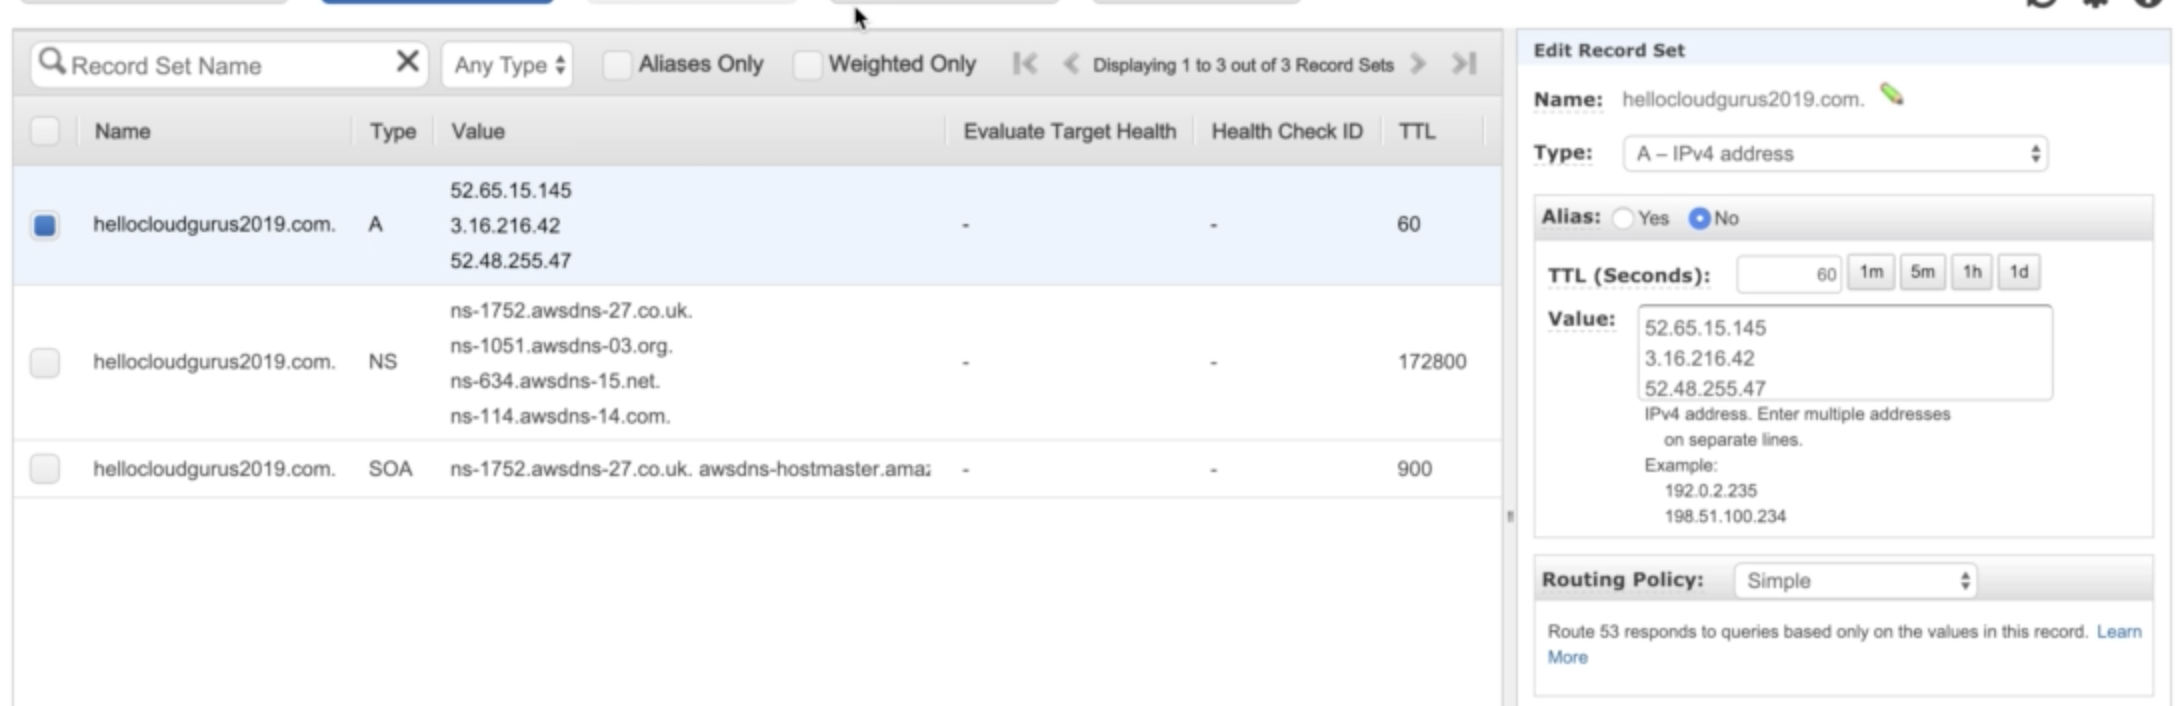 Record Set Name
Any Type
Aliases Only
Weighted Only
Displaying 1 to 3 out of 3 Record Sets
Name Type Value Evaluate Target Health Health Check ID TTL
hellocloudgurus2019.com. A 52.65.15.145 - - 60
3.16.216.42
52.48.255.47
hellocloudgurus2019.com. NS ns-1752.awsdns-27.co.uk. - - 172800
ns-1051.awsdns-03.org.
ns-634.awsdns-15.net.
ns-114.awsdns-14.com.
hellocloudgurus2019.com. SOA ns-1752.awsdns-27.co.uk. awsdns-hostmaster.ama - - 900
Edit Record Set
Name: hellocloudgurus2019.com.
Type: A – IPv4 address
Alias: Yes No
TTL (Seconds): 60 1m 5m 1h 1d
Value: 52.65.15.145
3.16.216.42
52.48.255.47
IPv4 address. Enter multiple addresses
on separate lines.
Example:
192.0.2.235
198.51.100.234
Routing Policy: Simple
Route 53 responds to queries based only on the values in this record. Learn
More